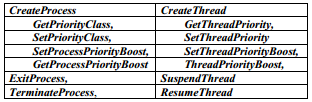 CreateProcess CreateThread
GetPriorityClass, GetThreadPriority,
SetPriorityClass, SetThreadPriority
SetProcessPriorityBoost, SetThreadPriorityBoost,
GetProcessPriorityBoost ThreadPriorityBoost,
ExitProcess, SuspendThread
TerminateProcess, ResumeThread